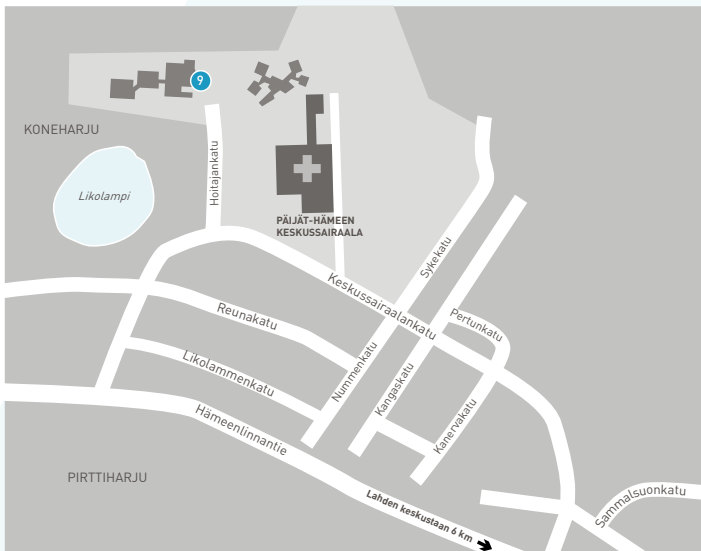 9
KONEHARJU
Likolampi
Hoitajankatu
PÄIJÄT-HÄMEEN
KESKUSSAIRAALA
Sykekatu
Keskussairaalankatu
Reunakatu
Pertunkatu
Likolammenkatu
Nummenkatu
Kangaskatu
Kanervakatu
Hämeenlinnantie
PIRTTIHARJU
Lahden keskustaan 6 km
Sammalsuonkatu